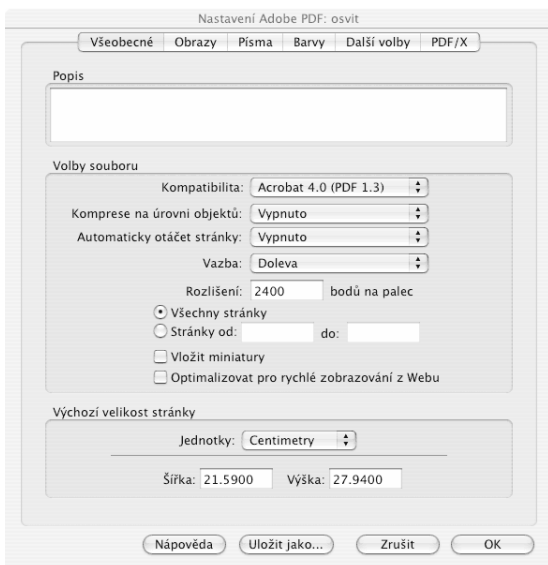 Nastavení Adobe PDF: osvit
Všeobecné Obrazy Písma Barvy Další volby PDF/X
Popis
Volby souboru
Kompatibilita: Acrobat 4.0 (PDF 1.3)
Komprese na úrovni objektů: Vypnuto
Automaticky otáčet stránky: Vypnuto
Vazba: Doleva
Rozlišení: 2400 bodů na palec
Všechny stránky
Stránky od: do:
Vložit miniatury
Optimalizovat pro rychlé zobrazování z Webu
Výchozí velikost stránky
Jednotky: Centimetry
Šířka: 21.5900 Výška: 27.9400
Nápověda Uložit jako... Zrušit OK